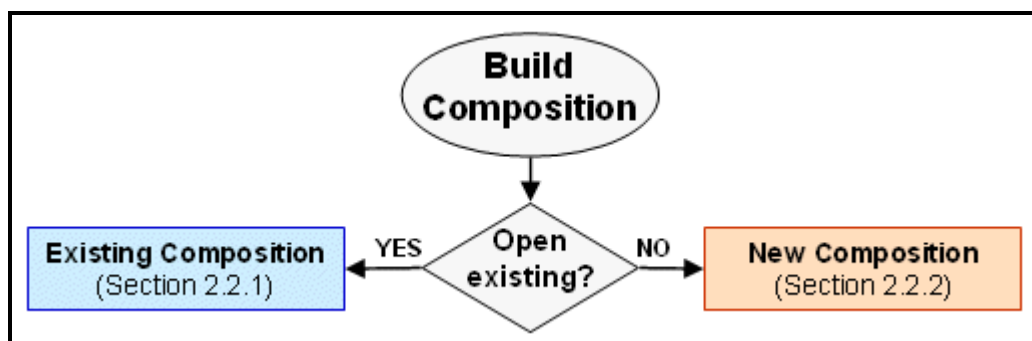 Build
Composition
Open
existing?
YES
NO
Existing Composition
(Section 2.2.1)
New Composition
(Section 2.2.2)